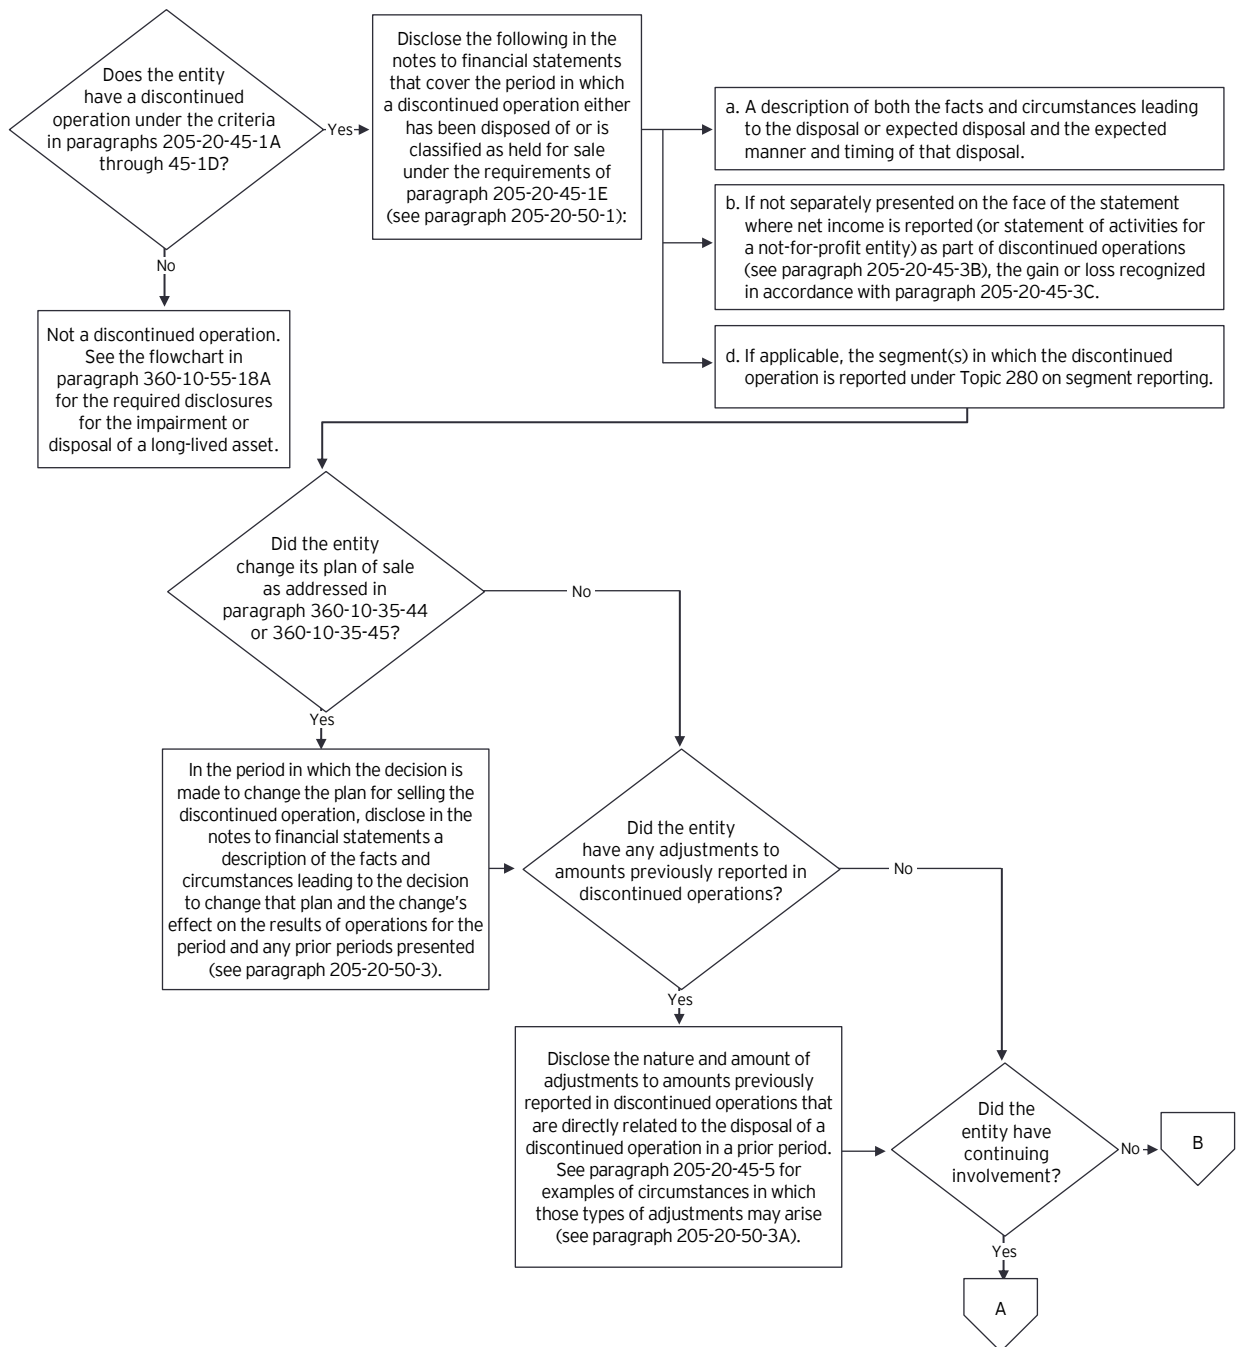 Does the entity
have a discontinued
operation under the criteria
in paragraphs 205-20-45-1A
through 45-1D?
Yes
Disclose the following in the
notes to financial statements
that cover the period in which
a discontinued operation either
has been disposed of or is
classified as held for sale
under the requirements of
paragraph 205-20-45-1E
(see paragraph 205-20-50-1):
a. A description of both the facts and circumstances leading
to the disposal or expected disposal and the expected
manner and timing of that disposal.
b. If not separately presented on the face of the statement
where net income is reported (or statement of activities for
a not-for-profit entity) as part of discontinued operations
(see paragraph 205-20-45-3B), the gain or loss recognized
in accordance with paragraph 205-20-45-3C.
d. If applicable, the segment(s) in which the discontinued
operation is reported under Topic 280 on segment reporting.
No
Not a discontinued operation.
See the flowchart in
paragraph 360-10-55-18A
for the required disclosures
for the impairment or
disposal of a long-lived asset.
Did the entity
change its plan of sale
as addressed in
paragraph 360-10-35-44
or 360-10-35-45?
No
Yes
In the period in which the decision is
made to change the plan for selling the
discontinued operation, disclose in the
notes to financial statements a
description of the facts and
circumstances leading to the decision
to change that plan and the change's
effect on the results of operations for the
period and any prior periods presented
(see paragraph 205-20-50-3).
Did the entity
have any adjustments to
amounts previously reported in
discontinued operations?
No
Yes
Disclose the nature and amount of
adjustments to amounts previously
reported in discontinued operations that
are directly related to the disposal of a
discontinued operation in a prior period.
See paragraph 205-20-45-5 for
examples of circumstances in which
those types of adjustments may arise
(see paragraph 205-20-50-3A).
Did the
entity have
continuing
involvement?
No
B
Yes
A